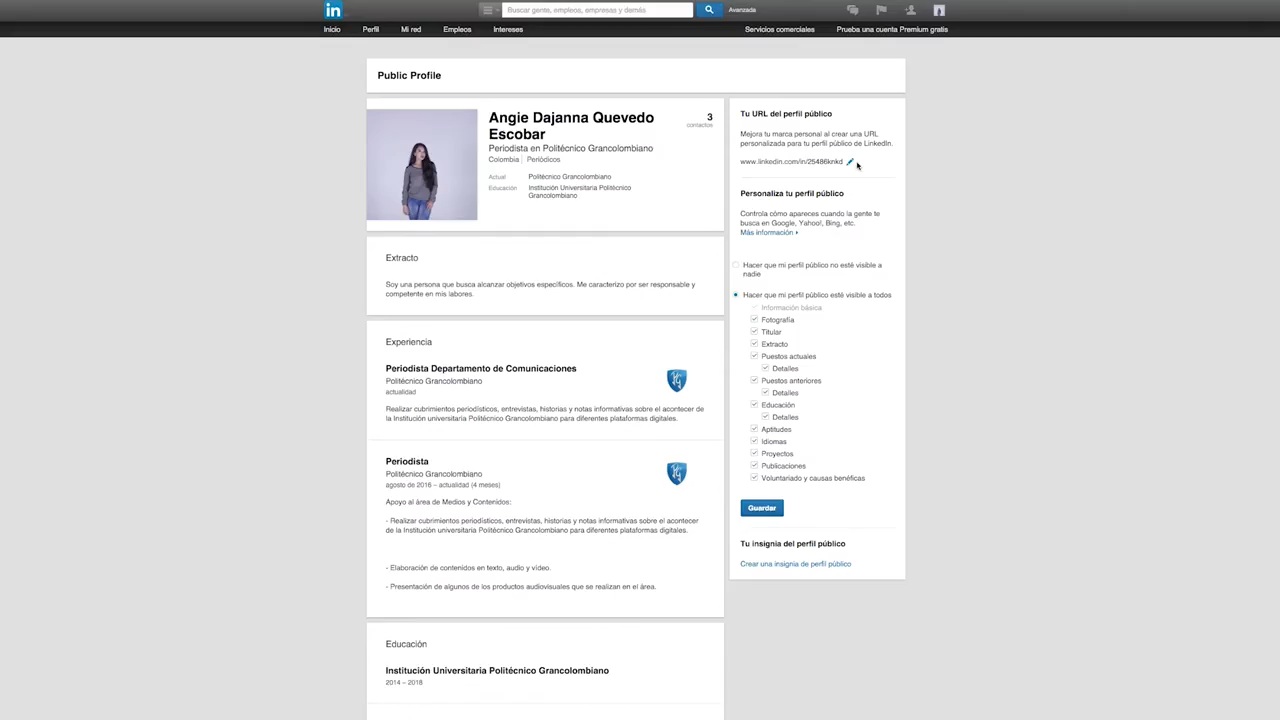 in
Buscar gente, empleos, empresas y demás
Avanzada
Inicio Perfil Mi red Empleos Intereses Servicios comerciales Prueba una cuenta Premium gratis
Public Profile
Angie Dajanna Quevedo
Escobar
3
contactos
Periodista en Politécnico Grancolombiano
Colombia | Periódicos
Actual Politécnico Grancolombiano
Educación Institución Universitaria Politécnico
Grancolombiano
Extracto
Soy una persona que busca alcanzar objetivos específicos. Me caracterizo por ser responsable y
competente en mis labores.
Experiencia
Periodista Departamento de Comunicaciones
Politécnico Grancolombiano
actualidad
Realizar cubrimientos periodísticos, entrevistas, historias y notas informativas sobre el acontecer de
la Institución universitaria Politécnico Grancolombiano para diferentes plataformas digitales.
Periodista
Politécnico Grancolombiano
agosto de 2016 – actualidad (4 meses)
Apoyo al área de Medios y Contenidos:
- Realizar cubrimientos periodísticos, entrevistas, historias y notas informativas sobre el acontecer
de la Institución universitaria Politécnico Grancolombiano para diferentes plataformas digitales.
- Elaboración de contenidos en texto, audio y video.
- Presentación de algunos de los productos audiovisuales que se realizan en el área.
Educación
Institución Universitaria Politécnico Grancolombiano
2014 – 2018
Tu URL del perfil público
Mejora tu marca personal al crear una URL
personalizada para tu perfil público de LinkedIn.
www.linkedin.com/in/25486knkd
Personaliza tu perfil público
Controla cómo apareces cuando la gente te
busca en Google, Yahoo!, Bing, etc.
Más información
Hacer que mi perfil público no esté visible a
nadie
Hacer que mi perfil público esté visible a todos
Información básica
Fotografía
Titular
Extracto
Puestos actuales
Detalles
Puestos anteriores
Detalles
Educación
Detalles
Aptitudes
Idiomas
Proyectos
Publicaciones
Voluntariado y causas benéficas
Guardar
Tu insignia del perfil público
Crear una insignia de perfil público